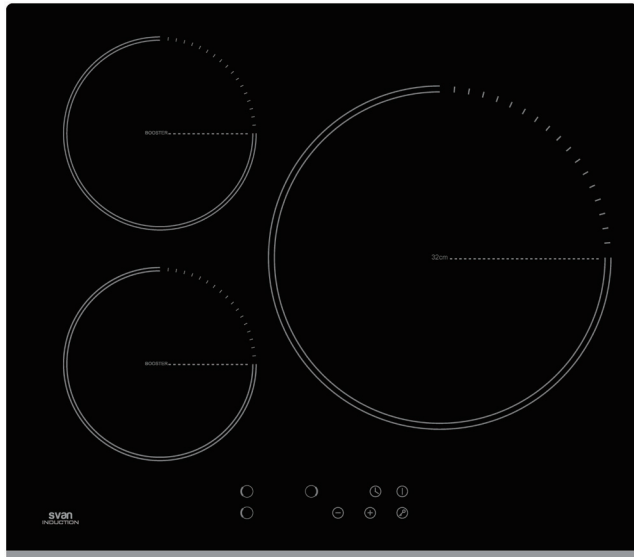 BOOSTER
32cm
BOOSTER
svan
INDUCTION